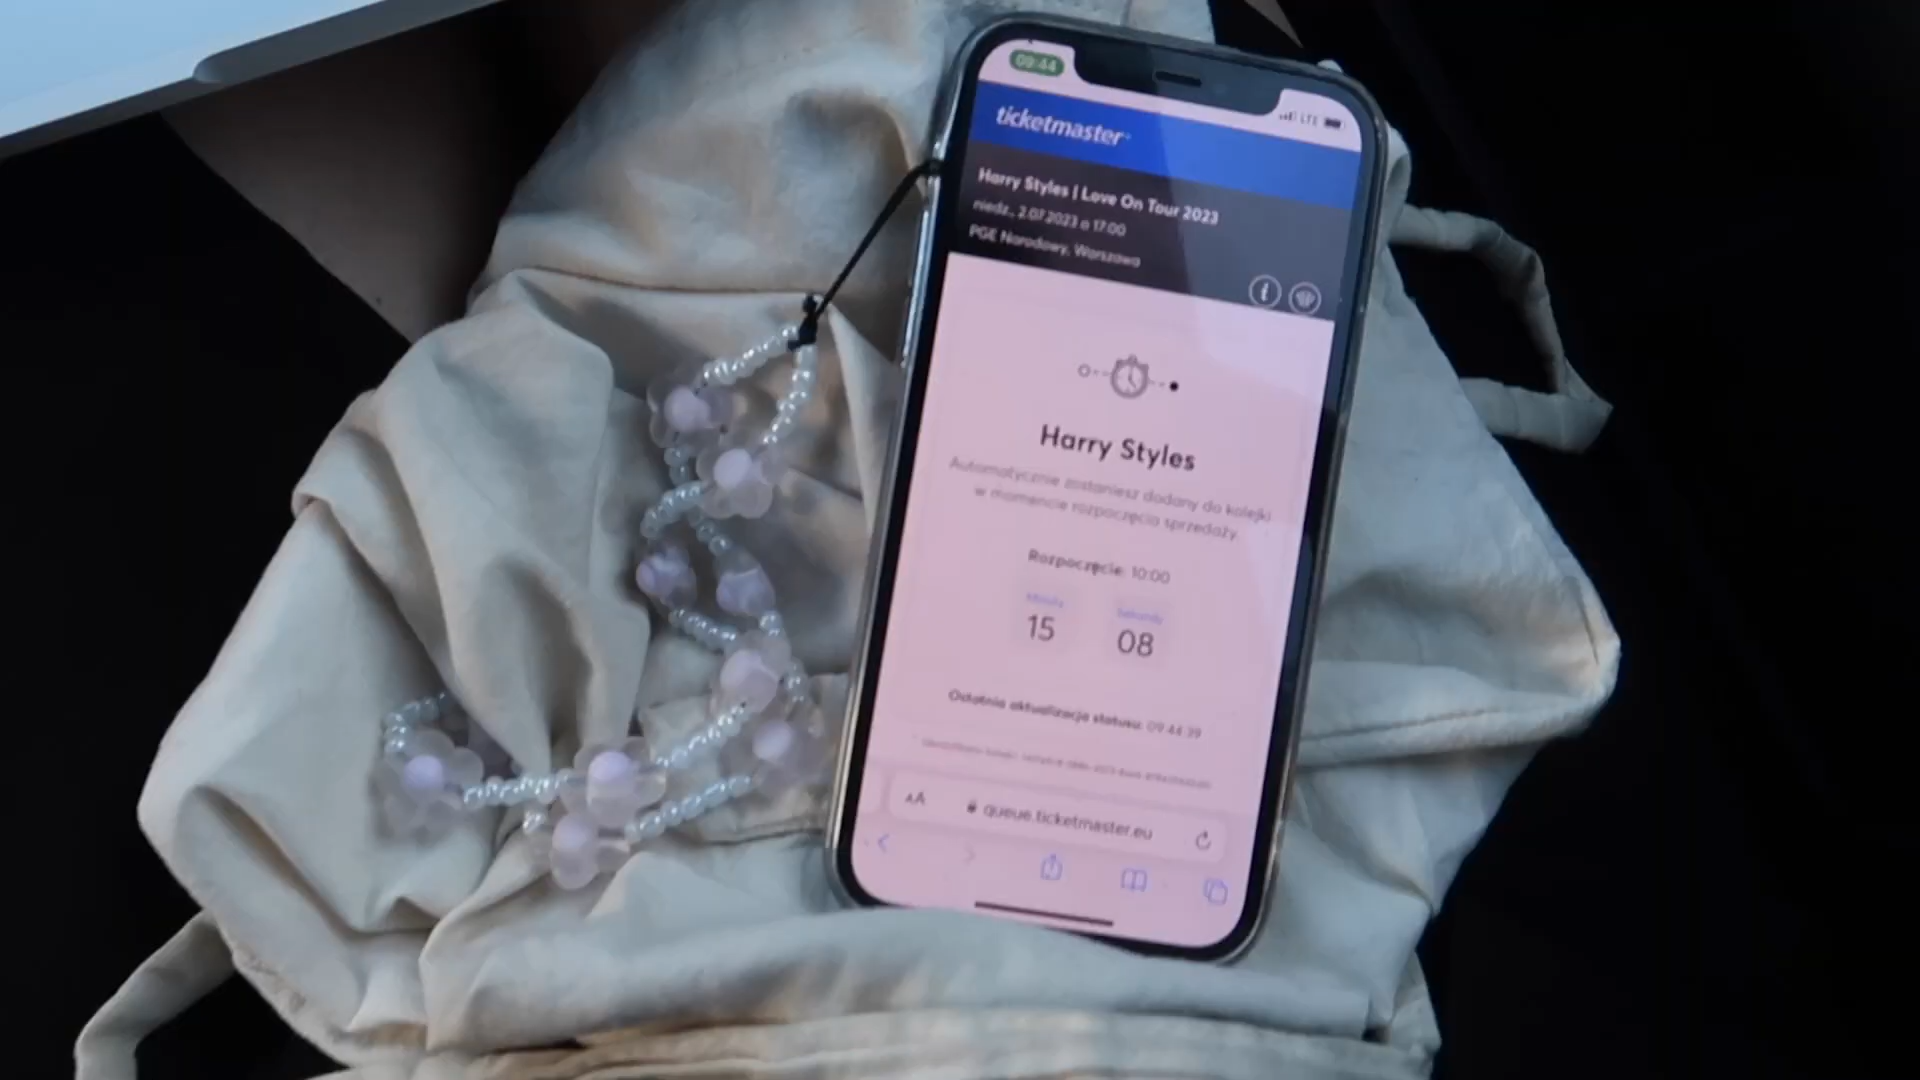 09:44
LTE
ticketmaster
Harry Styles | Love On Tour 2023
niedz., 2.07.2023 o 17:00
PGE Narodowy, Warszawa
Harry Styles
Automatycznie zostaniesz dodany do kolejki
w momencie rozpoczęcia sprzedaży.
Rozpoczęcie: 10:00
Minuty Sekundy
15 08
Ostatnia aktualizacja statusu: 09:44:39
AA queue.ticketmaster.eu